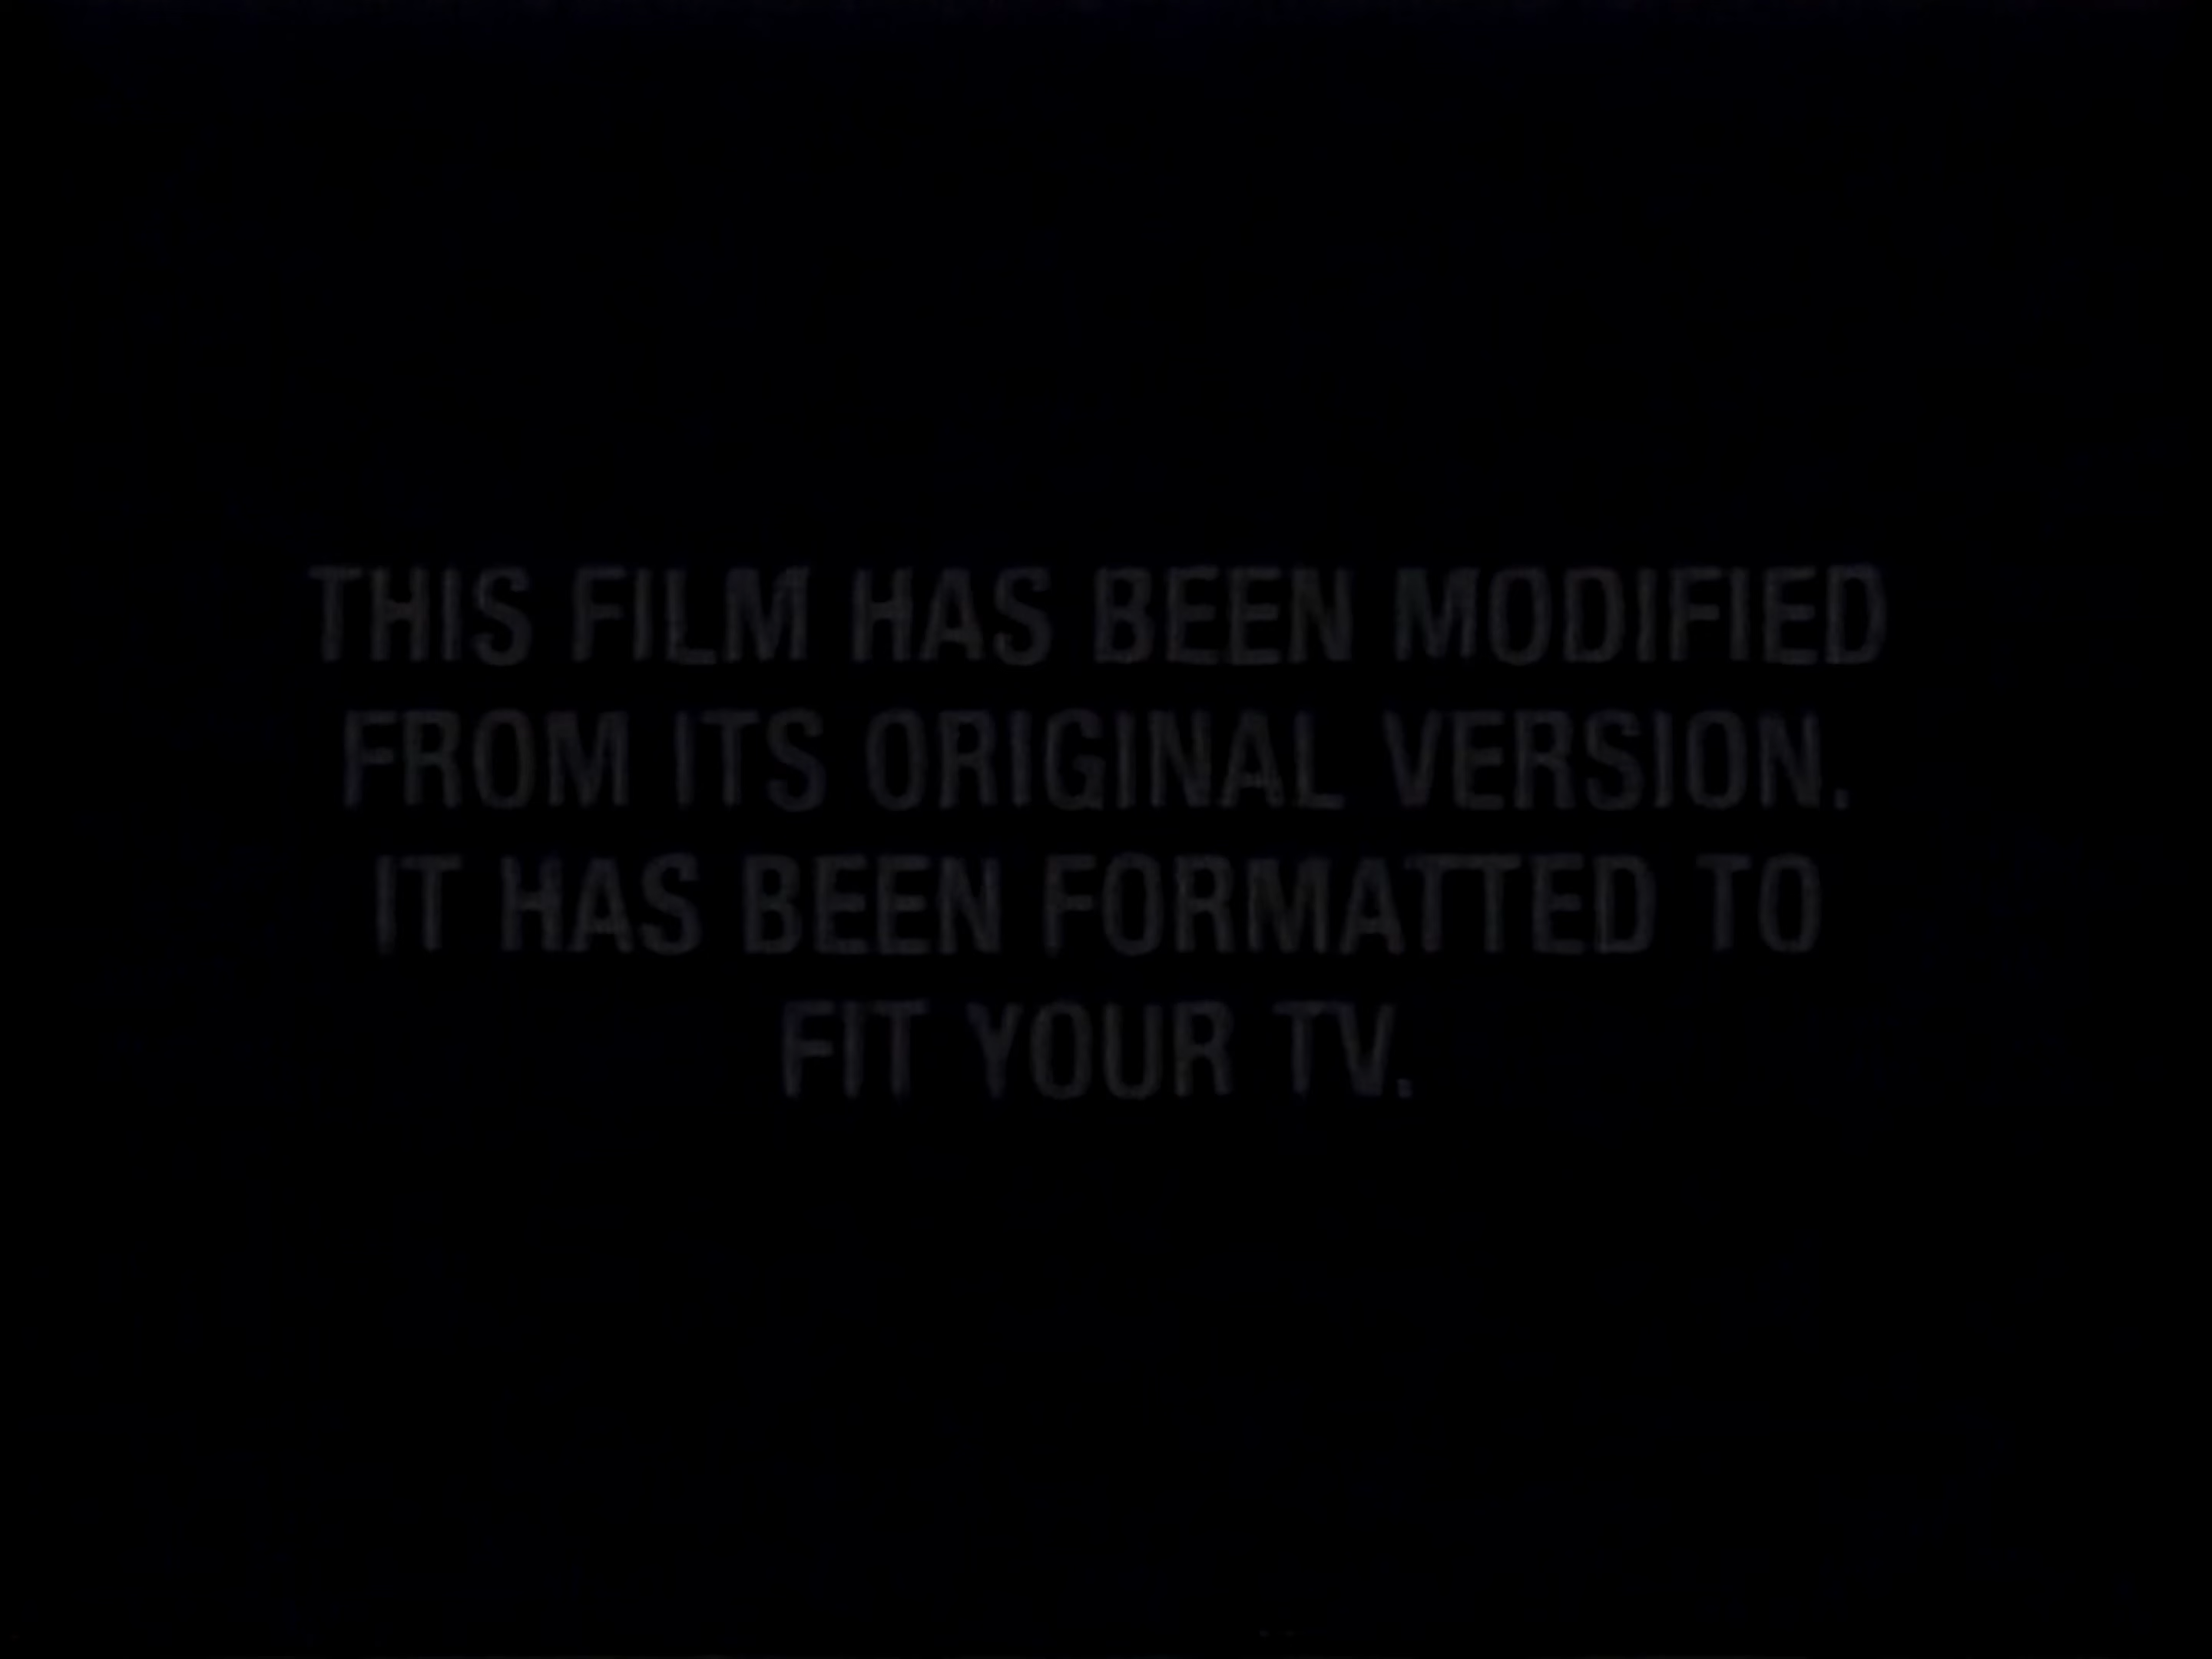 THIS FILM HAS BEEN MODIFIED
FROM ITS ORIGINAL VERSION.
IT HAS BEEN FORMATTED TO
FIT YOUR TV.